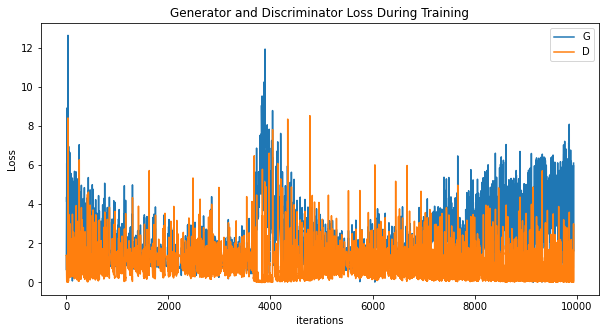 Generator and Discriminator Loss During Training
G
D
12
10
8
6
4
2
0
Loss
0 2000 4000 6000 8000 10000
iterations